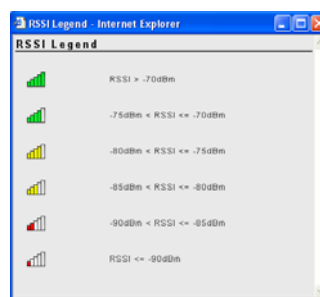 RSSI Legend - Internet Explorer
RSSI Legend
RSSI > -70dBm
-75dBm < RSSI <= -70dBm
-80dBm < RSSI <= -75dBm
-85dBm < RSSI <= -80dBm
-90dBm < RSSI <= -85dBm
RSSI <= -90dBm